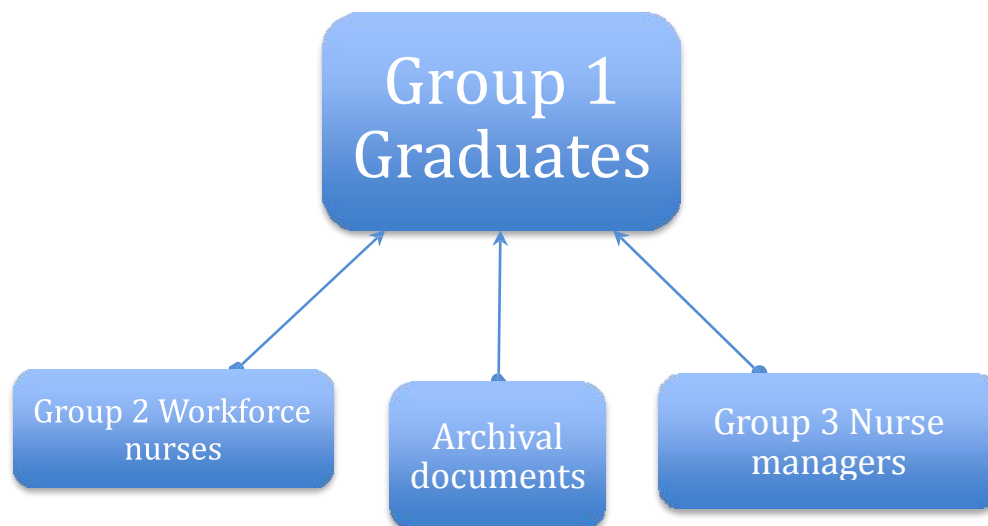 Group 1
Graduates
Group 2 Workforce
nurses
Archival
documents
Group 3 Nurse
managers